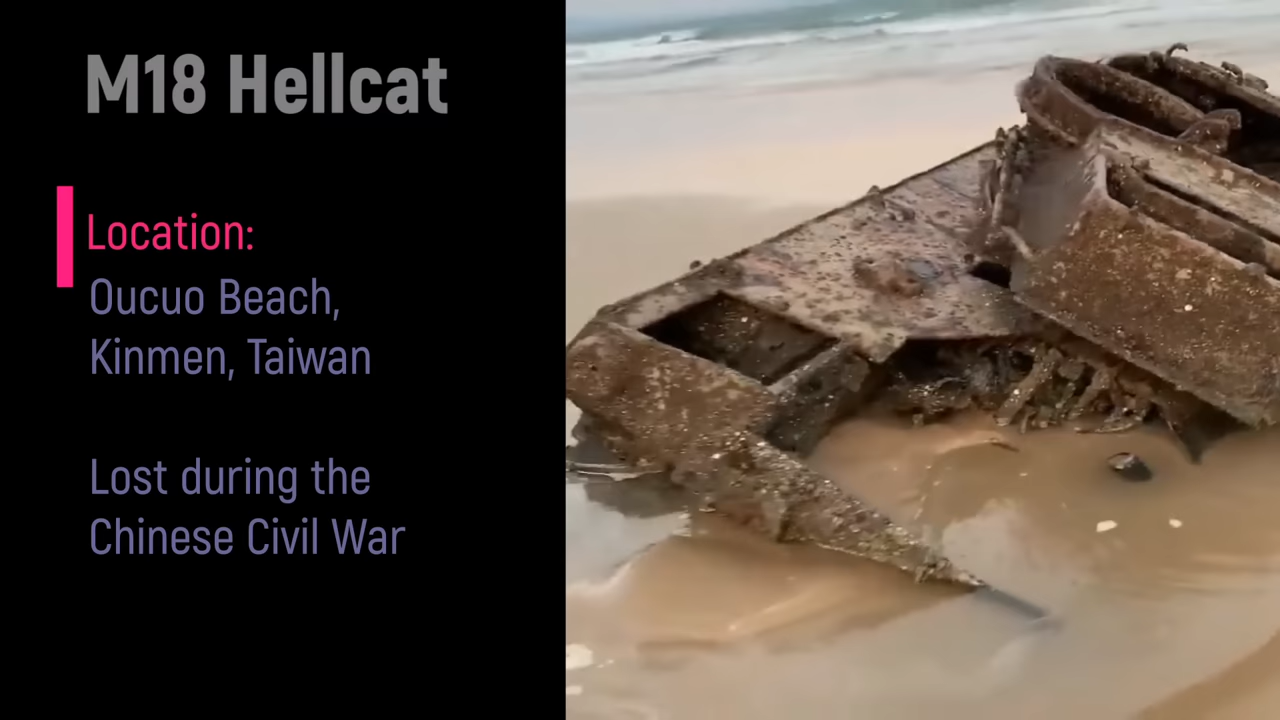 M18 Hellcat
Location:
Oucuo Beach,
Kinmen, Taiwan
Lost during the
Chinese Civil War